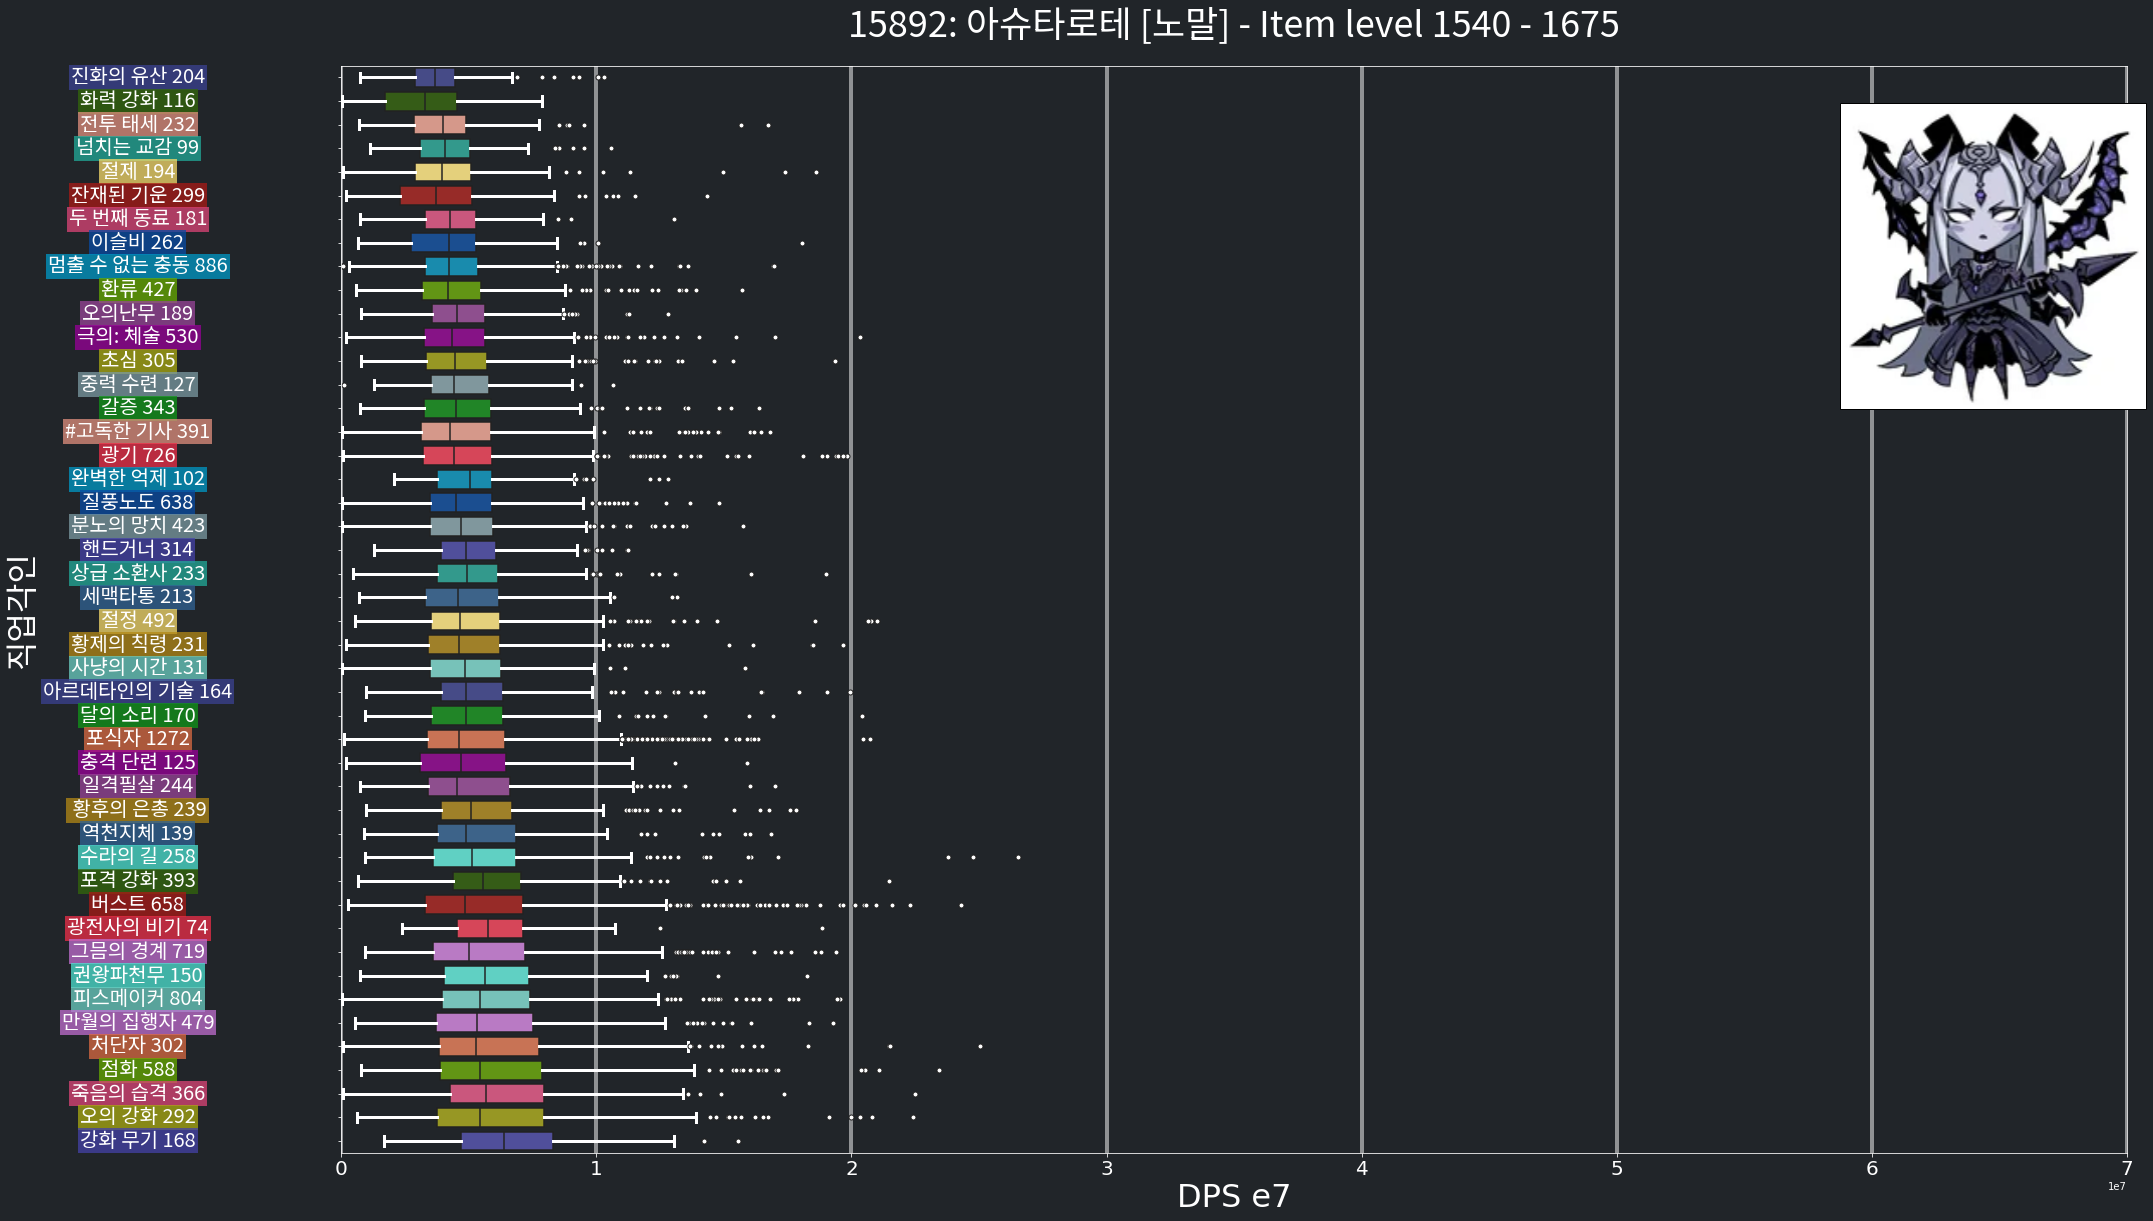 15892: 아슈타로테 [노말] - Item level 1540 - 1675
진화의 유산 204
화력 강화 116
전투 태세 232
넘치는 교감 99
절제 194
잔재된 기운 299
두 번째 동료 181
이슬비 262
멈출 수 없는 충동 886
환류 427
오의난무 189
극의: 체술 530
초심 305
중력 수련 127
갈증 343
#고독한 기사 391
광기 726
완벽한 억제 102
질풍노도 638
분노의 망치 423
핸드거너 314
상급 소환사 233
세맥타통 213
절정 492
황제의 칙령 231
사냥의 시간 131
아르데타인의 기술 164
달의 소리 170
포식자 1272
충격 단련 125
일격필살 244
황후의 은총 239
역천지체 139
수라의 길 258
포격 강화 393
버스트 658
광전사의 비기 74
그믐의 경계 719
권왕파천무 150
피스메이커 804
만월의 집행자 479
처단자 302
점화 588
죽음의 습격 366
오의 강화 292
강화 무기 168
직업각인
0 1 2 3 4 5 6 7
1e7
DPS e7